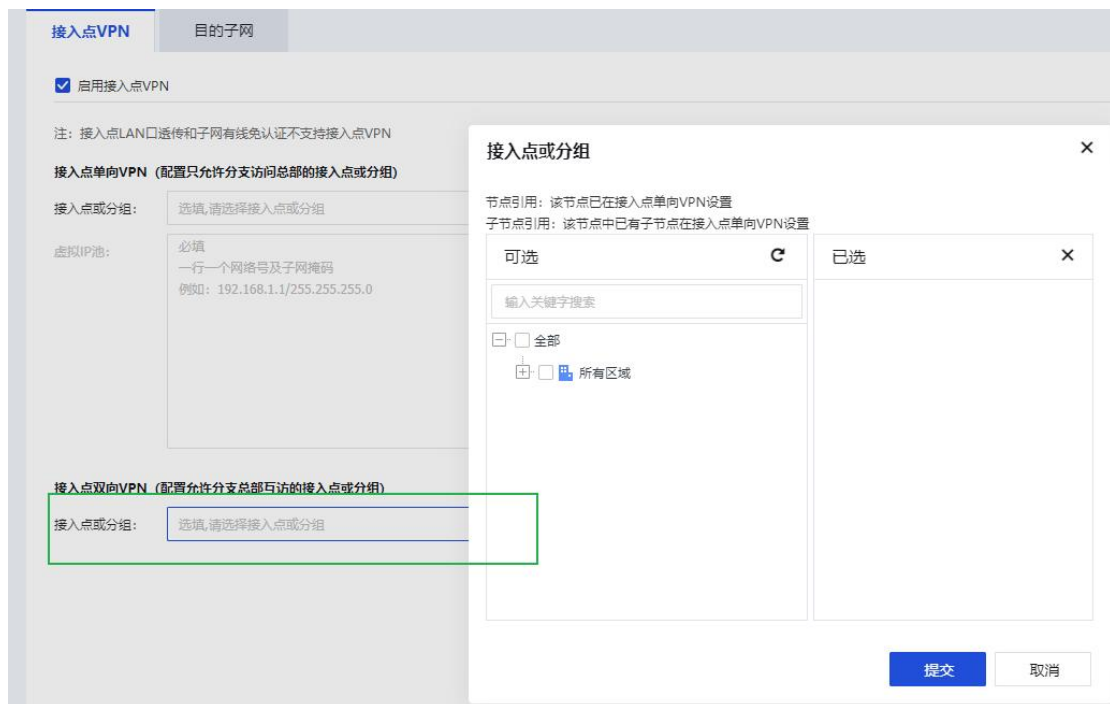 接入点VPN
目的子网
启用接入点VPN
注：接入点LAN口透传和子网有线免认证不支持接入点VPN
接入点单向VPN（配置只允许分支访问总部的接入点或分组）
接入点或分组：
选填,请选择接入点或分组
虚拟IP池：
必填
一行一个网络号及子网掩码
例如：192.168.1.1/255.255.255.0
接入点双向VPN（配置允许分支总部互访的接入点或分组）
接入点或分组：
选填,请选择接入点或分组
接入点或分组
节点引用：该节点已在接入点单向VPN设置
子节点引用：该节点中已有子节点在接入点单向VPN设置
可选
已选
输入关键字搜索
全部
所有区域
提交
取消